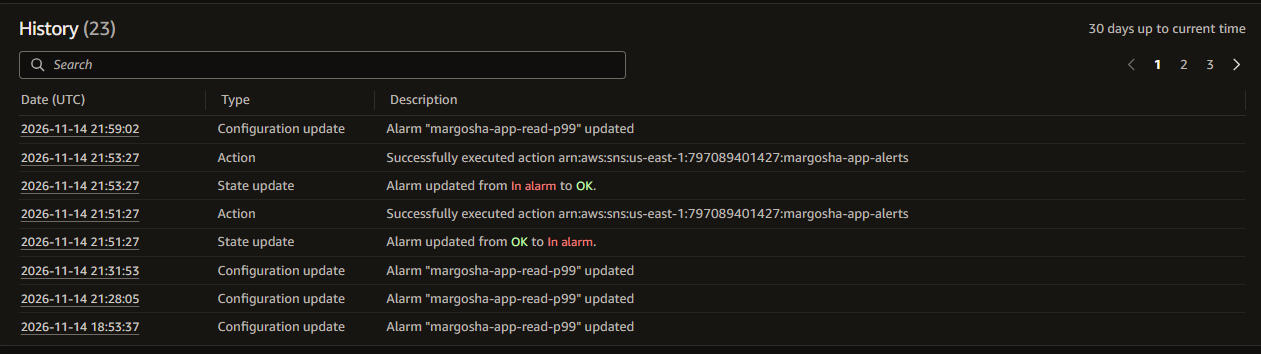 History (23)
30 days up to current time
Search
1 2 3
Date (UTC) Type Description
2026-11-14 21:59:02 Configuration update Alarm "margosha-app-read-p99" updated
2026-11-14 21:53:27 Action Successfully executed action arn:aws:sns:us-east-1:797089401427:margosha-app-alerts
2026-11-14 21:53:27 State update Alarm updated from In alarm to OK.
2026-11-14 21:51:27 Action Successfully executed action arn:aws:sns:us-east-1:797089401427:margosha-app-alerts
2026-11-14 21:51:27 State update Alarm updated from OK to In alarm.
2026-11-14 21:31:53 Configuration update Alarm "margosha-app-read-p99" updated
2026-11-14 21:28:05 Configuration update Alarm "margosha-app-read-p99" updated
2026-11-14 18:53:37 Configuration update Alarm "margosha-app-read-p99" updated